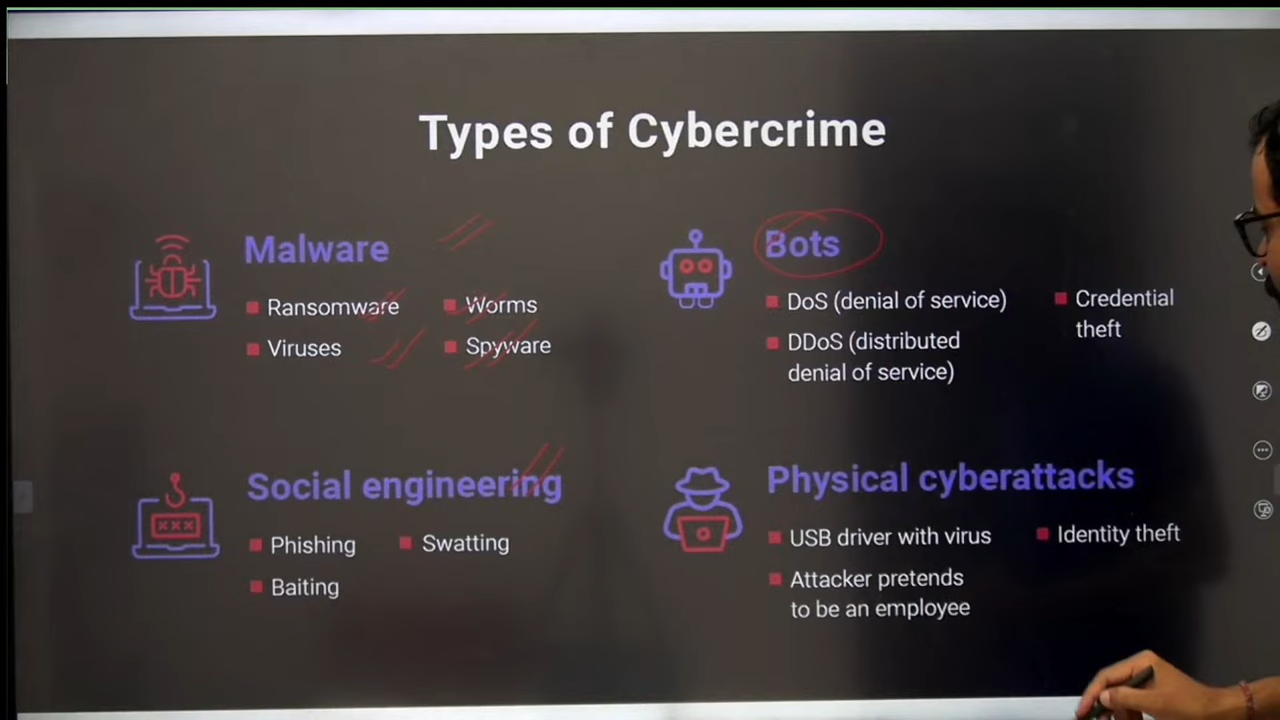 Types of Cybercrime
Malware
Ransomware
Worms
Viruses
Spyware
Bots
DoS (denial of service)
Credential
theft
DDoS (distributed
denial of service)
Social engineering
Phishing
Swatting
Baiting
xxx
Physical cyberattacks
USB driver with virus
Identity theft
Attacker pretends
to be an employee